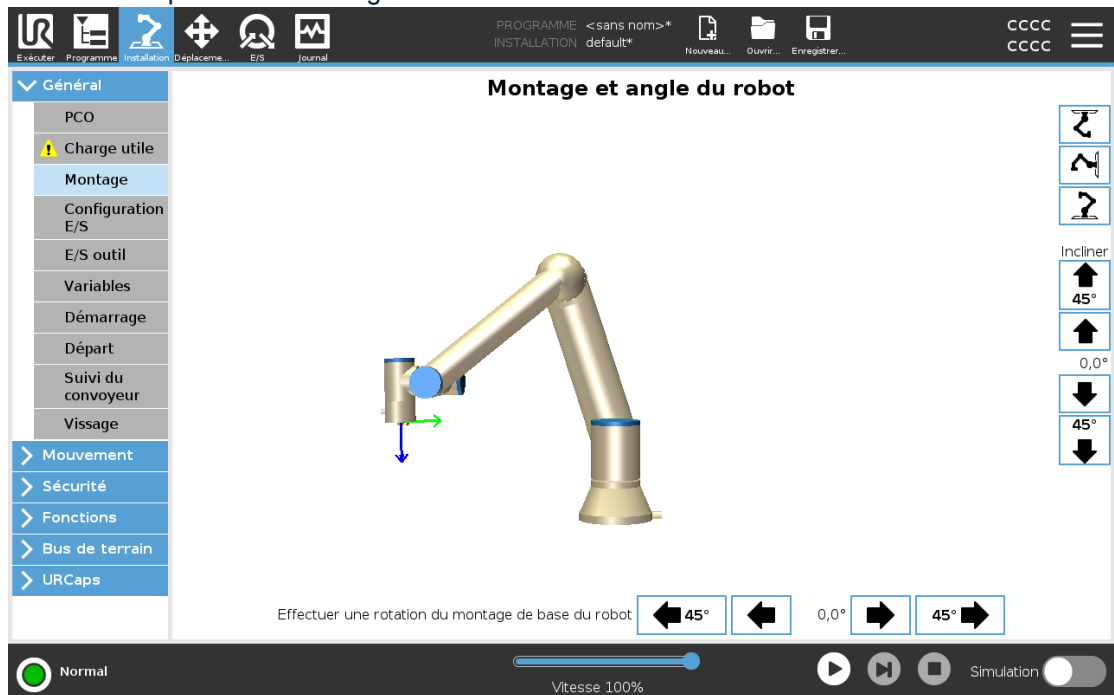 PROGRAMME <sans nom>*
INSTALLATION default*
CCCC
CCCC
Exécuter Programme Installation Déplaceme... E/S Journal
Nouveau... Ouvrir... Enregistrer...
Général
Montage et angle du robot
PCO
Charge utile
Montage
Configuration
E/S
E/S outil
Variables
Démarrage
Départ
Suivi du
convoyeur
Vissage
Mouvement
Sécurité
Fonctions
Bus de terrain
URCaps
Incliner
45°
0,0°
45°
Effectuer une rotation du montage de base du robot 45° 0,0° 45°
Normal
Vitesse 100%
Simulation